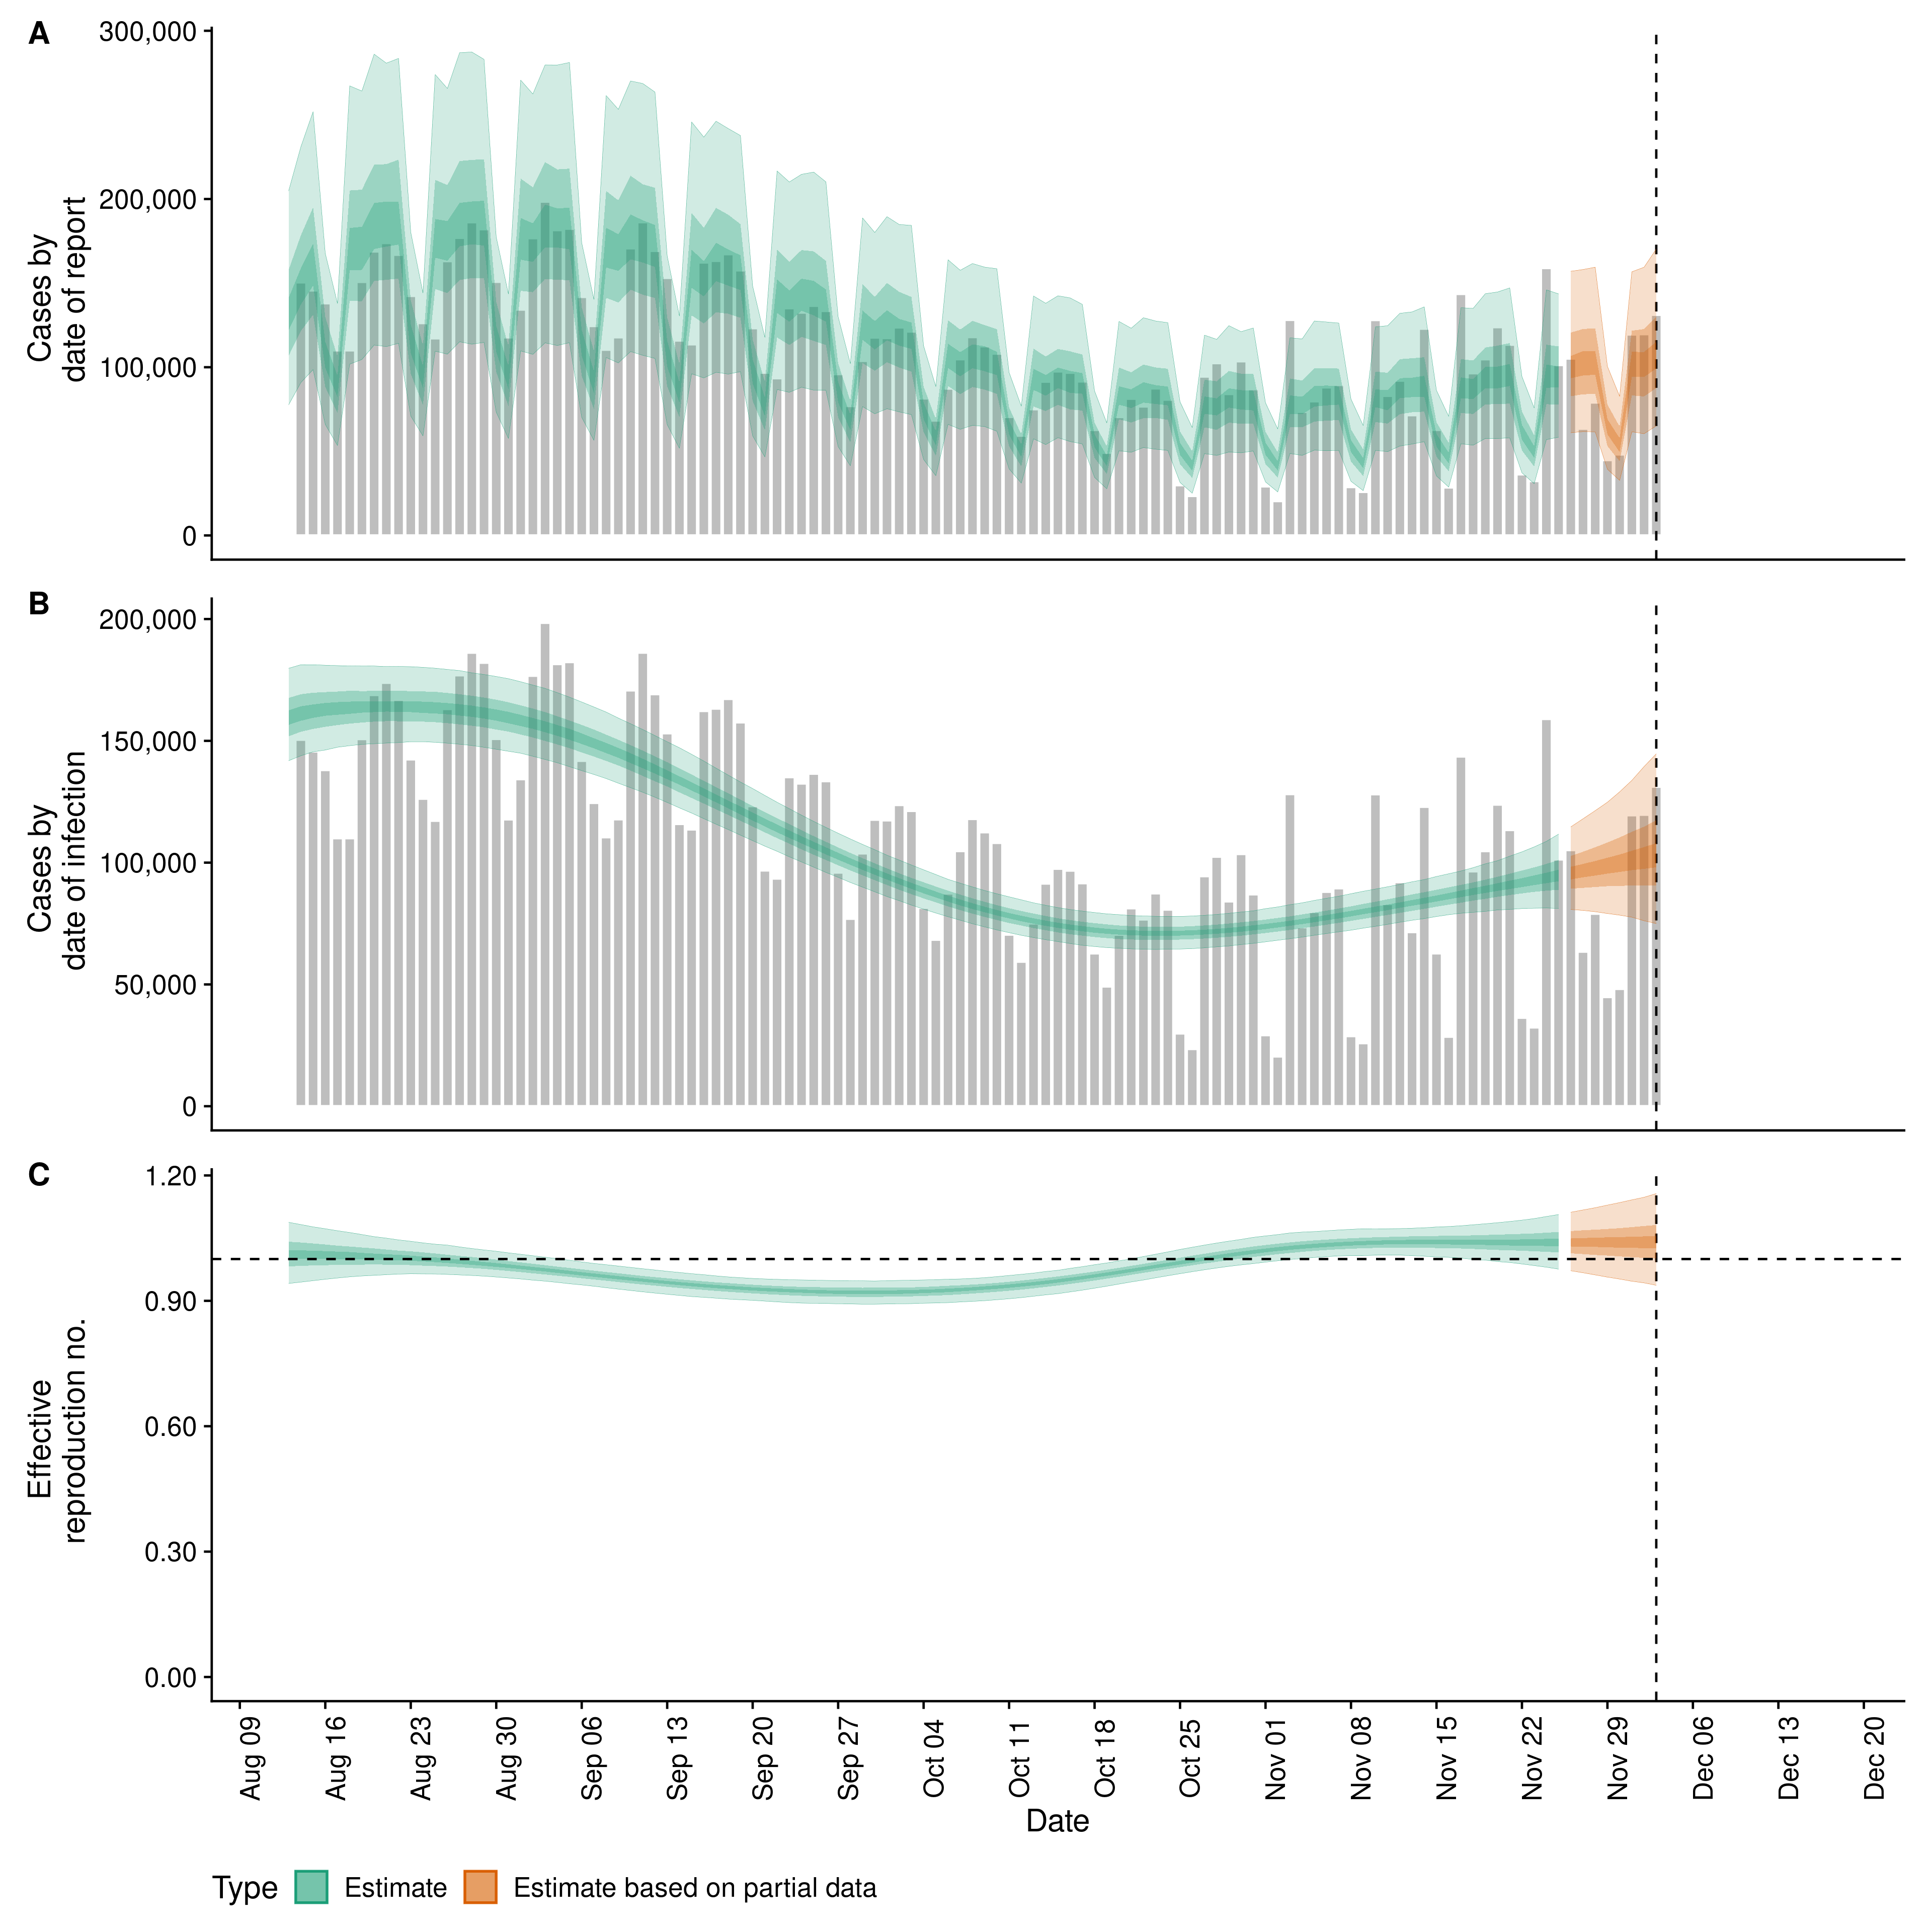 A
300,000
200,000
100,000
0
Cases by
date of report
B
200,000
150,000
100,000
50,000
0
Cases by
date of infection
C
1.20
0.90
0.60
0.30
0.00
Effective
reproduction no.
Aug 09
Aug 16
Aug 23
Aug 30
Sep 06
Sep 13
Sep 20
Sep 27
Oct 04
Oct 11
Oct 18
Oct 25
Nov 01
Nov 08
Nov 15
Nov 22
Nov 29
Dec 06
Dec 13
Dec 20
Date
Type Estimate Estimate based on partial data